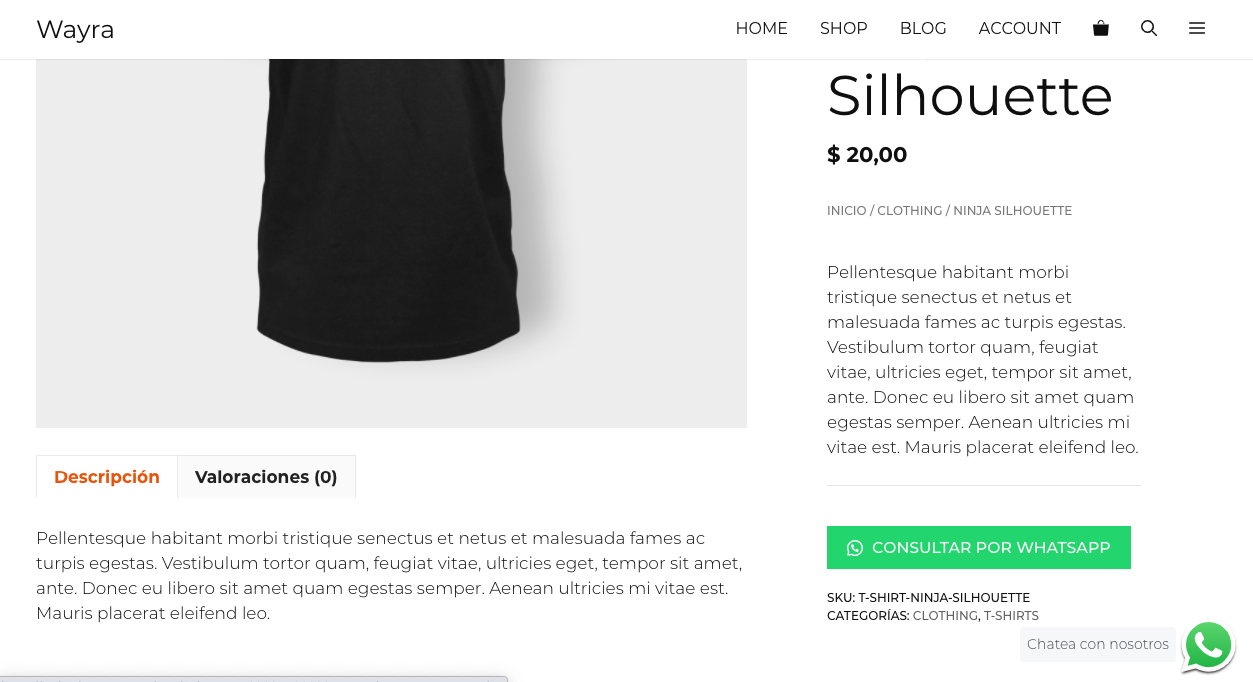 Wayra
HOME
SHOP
BLOG
ACCOUNT
Silhouette
$ 20,00
INICIO / CLOTHING / NINJA SILHOUETTE
Pellentesque habitant morbi
tristique senectus et netus et
malesuada fames ac turpis egestas.
Vestibulum tortor quam, feugiat
vitae, ultricies eget, tempor sit amet,
ante. Donec eu libero sit amet quam
egestas semper. Aenean ultricies mi
vitae est. Mauris placerat eleifend leo.
CONSULTAR POR WHATSAPP
SKU: T-SHIRT-NINJA-SILHOUETTE
CATEGORÍAS: CLOTHING, T-SHIRTS
Descripción
Valoraciones (0)
Pellentesque habitant morbi tristique senectus et netus et malesuada fames ac
turpis egestas. Vestibulum tortor quam, feugiat vitae, ultricies eget, tempor sit amet,
ante. Donec eu libero sit amet quam egestas semper. Aenean ultricies mi vitae est.
Mauris placerat eleifend leo.
Chatea con nosotros